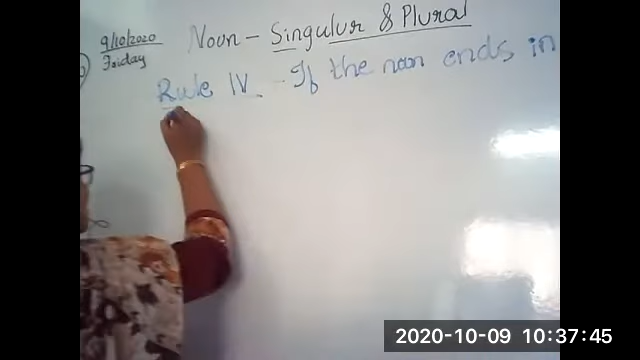 9/10/2020
Friday
Noun - Singulur & Plural
Rule IV - If the noun ends in
2020-10-09 10:37:45